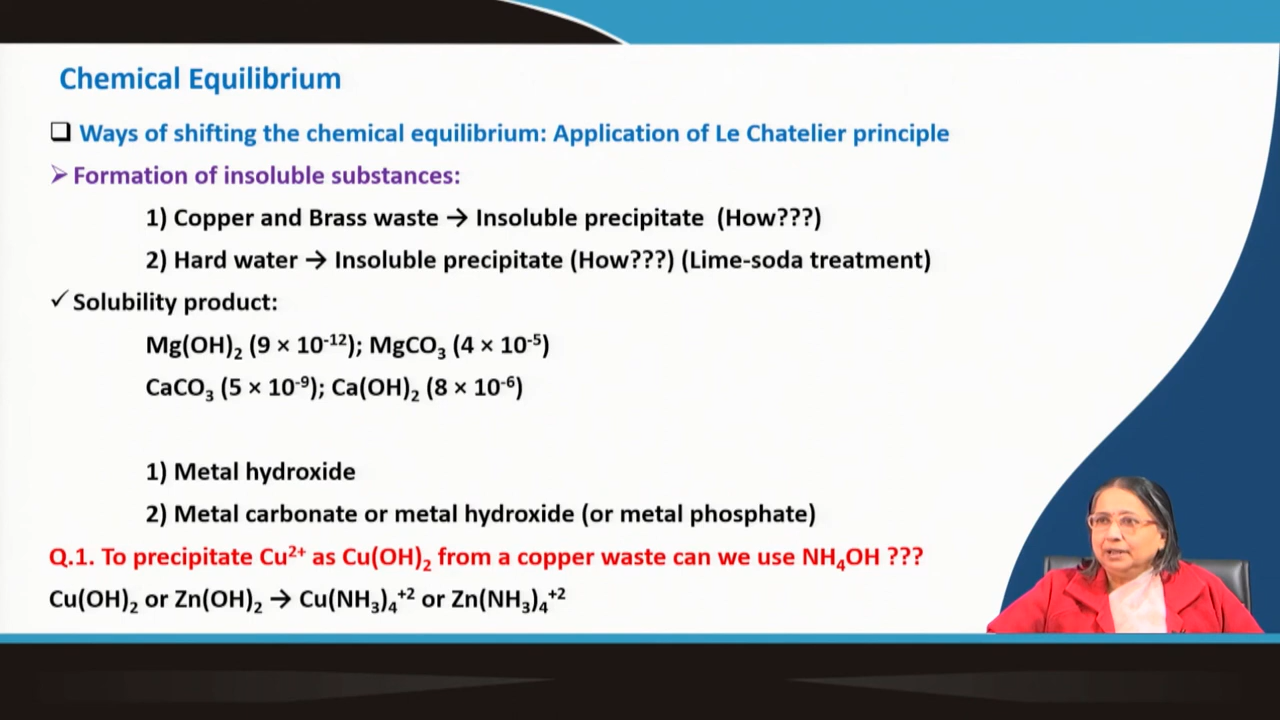 Chemical Equilibrium
❑ Ways of shifting the chemical equilibrium: Application of Le Chatelier principle
➢ Formation of insoluble substances:
1) Copper and Brass waste → Insoluble precipitate (How???)
2) Hard water → Insoluble precipitate (How???) (Lime-soda treatment)
✓ Solubility product:
Mg(OH)₂ (9 × 10⁻¹²); MgCO₃ (4 × 10⁻⁵)
CaCO₃ (5 × 10⁻⁹); Ca(OH)₂ (8 × 10⁻⁶)
1) Metal hydroxide
2) Metal carbonate or metal hydroxide (or metal phosphate)
Q.1. To precipitate Cu²⁺ as Cu(OH)₂ from a copper waste can we use NH₄OH ???
Cu(OH)₂ or Zn(OH)₂ → Cu(NH₃)₄⁺² or Zn(NH₃)₄⁺²